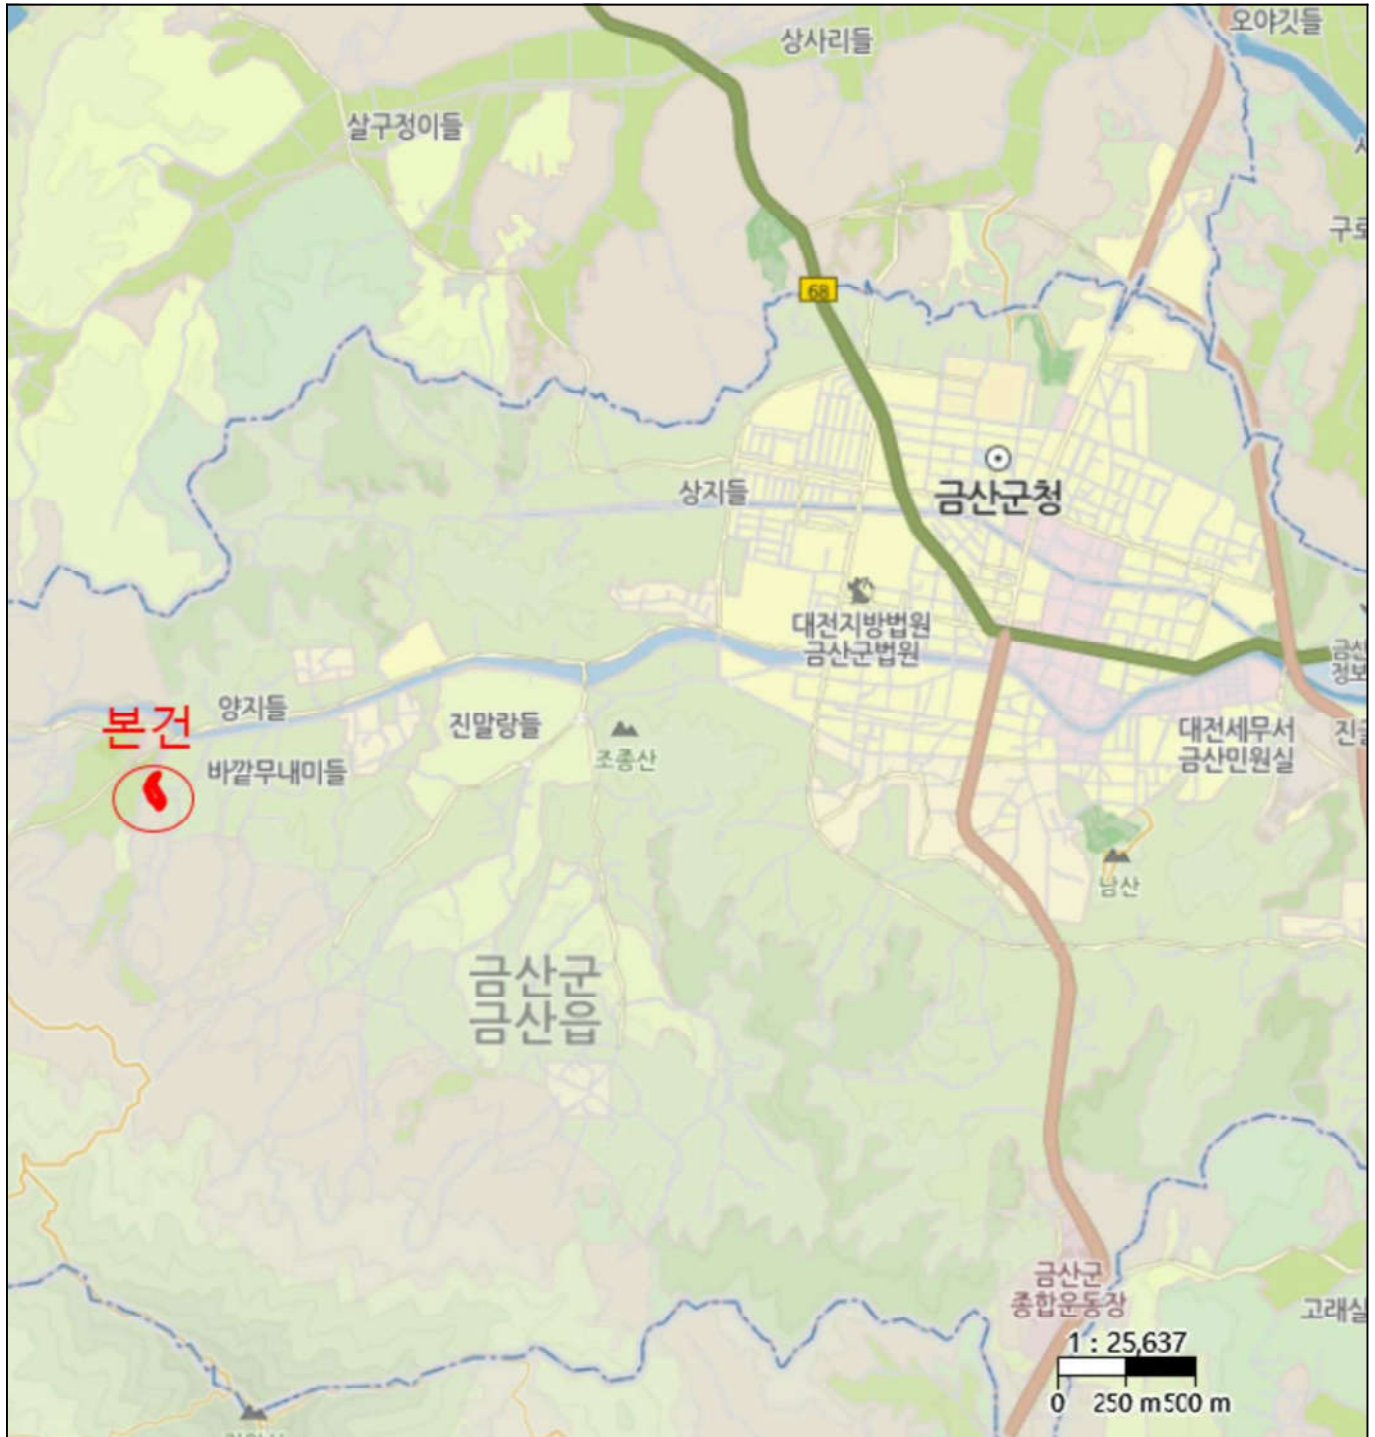 오야깃들
상사리들
살구정이들
68
금산군청
상지들
대전지방법원
금산군법원
양지들
본건
진말랑들
대전세무서
금산민원실
바깥무내미들
조종산
남산
금산군
금산읍
금산군
종합운동장
고래실
1 : 25,637
0 250 m 500 m